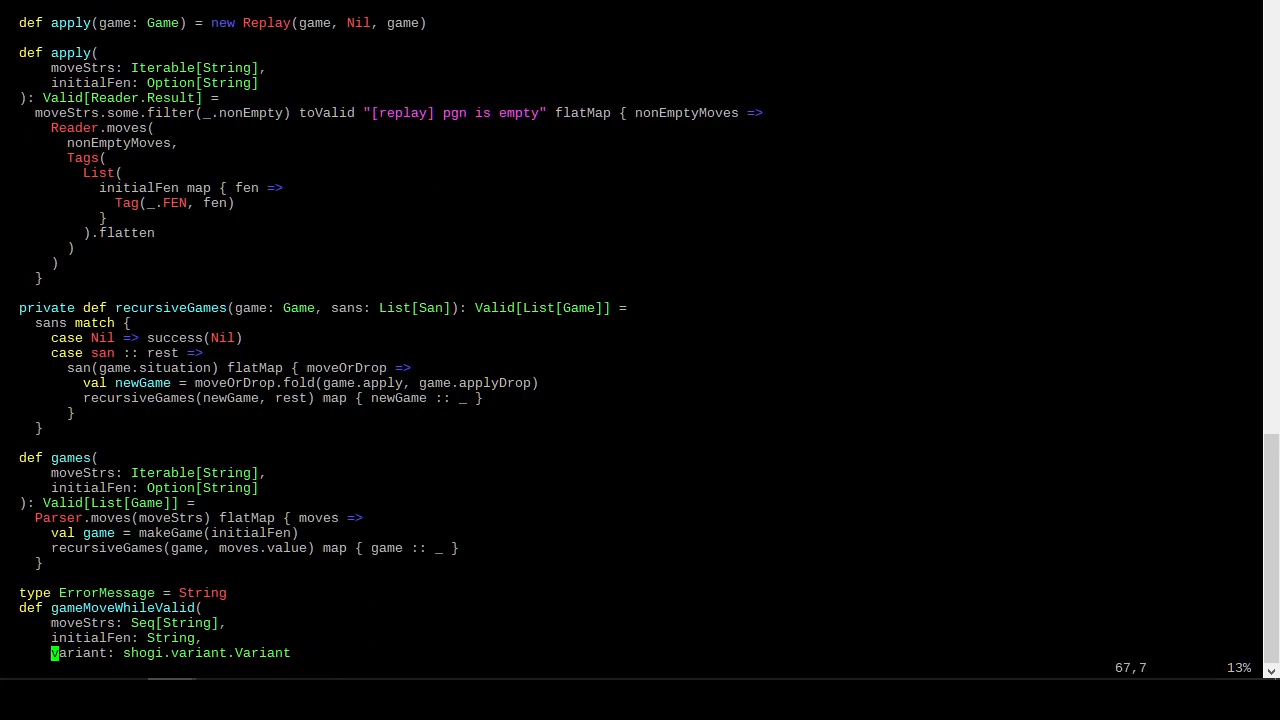 def apply(game: Game) = new Replay(game, Nil, game)
def apply(
moveStrs: Iterable[String],
initialFen: Option[String]
): Valid[Reader.Result] =
moveStrs.some.filter(_.nonEmpty) toValid "[replay] pgn is empty" flatMap { nonEmptyMoves =>
Reader.moves(
nonEmptyMoves,
Tags(
List(
initialFen map { fen =>
Tag(_.FEN, fen)
}
).flatten
)
)
}
private def recursiveGames(game: Game, sans: List[San]): Valid[List[Game]] =
sans match {
case Nil => success(Nil)
case san :: rest =>
san(game.situation) flatMap { moveOrDrop =>
val newGame = moveOrDrop.fold(game.apply, game.applyDrop)
recursiveGames(newGame, rest) map { newGame :: _ }
}
}
def games(
moveStrs: Iterable[String],
initialFen: Option[String]
): Valid[List[Game]] =
Parser.moves(moveStrs) flatMap { moves =>
val game = makeGame(initialFen)
recursiveGames(game, moves.value) map { game :: _ }
}
type ErrorMessage = String
def gameMoveWhileValid(
moveStrs: Seq[String],
initialFen: String,
variant: shogi.variant.Variant
67,7 13%